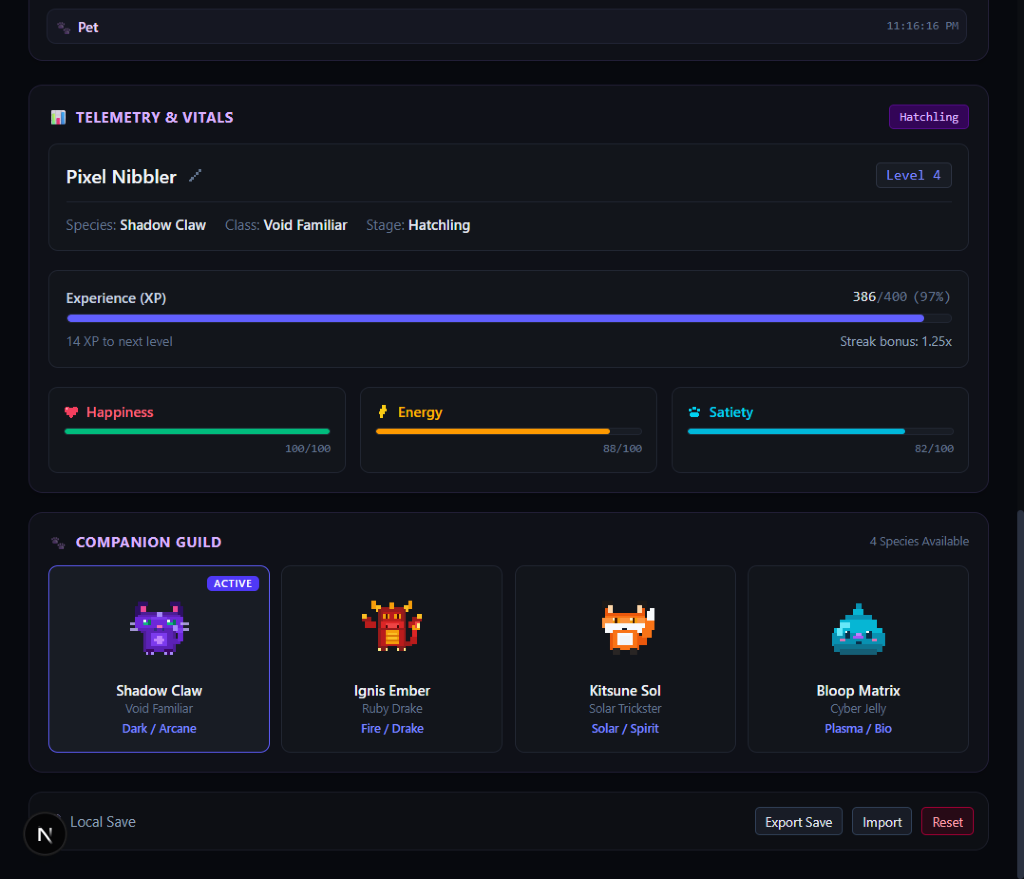 Pet
11:16:16 PM
TELEMETRY & VITALS
Hatchling
Pixel Nibbler
Level 4
Species: Shadow Claw Class: Void Familiar Stage: Hatchling
Experience (XP)
386/400 (97%)
14 XP to next level
Streak bonus: 1.25x
Happiness
100/100
Energy
88/100
Satiety
82/100
COMPANION GUILD
4 Species Available
ACTIVE
Shadow Claw
Void Familiar
Dark / Arcane
Ignis Ember
Ruby Drake
Fire / Drake
Kitsune Sol
Solar Trickster
Solar / Spirit
Bloop Matrix
Cyber Jelly
Plasma / Bio
N
Local Save
Export Save
Import
Reset